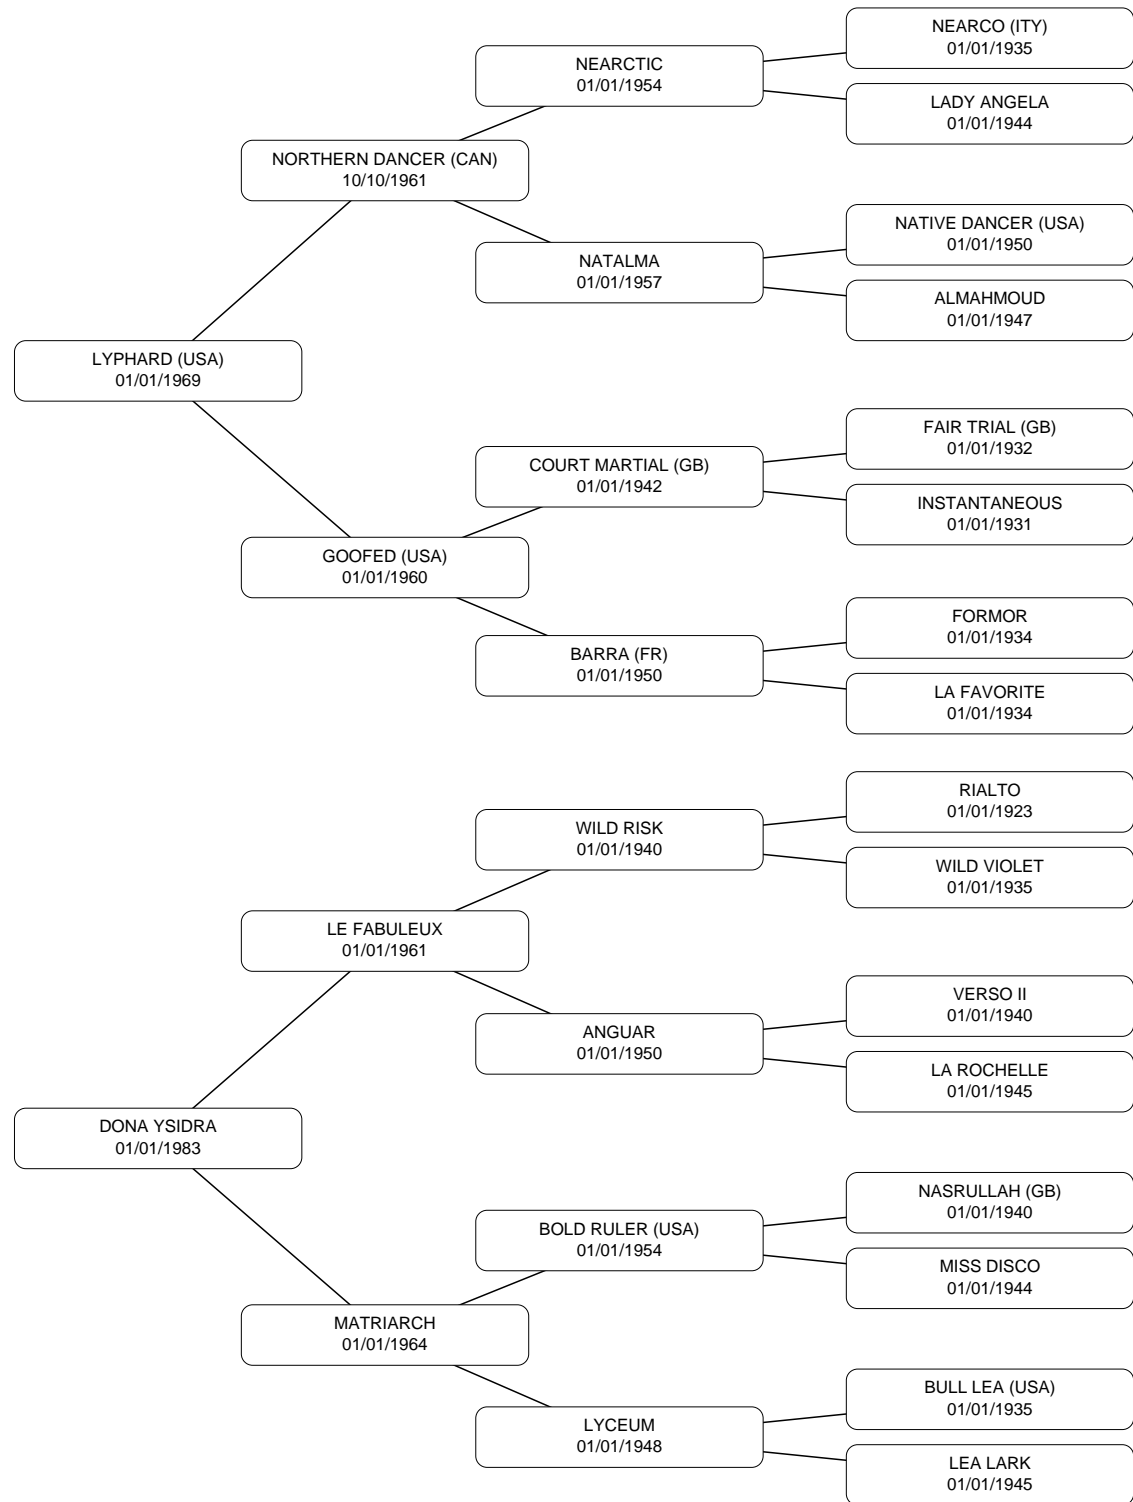 NEARCO (ITY)
01/01/1935
NEARCTIC
01/01/1954
LADY ANGELA
01/01/1944
NORTHERN DANCER (CAN)
10/10/1961
NATIVE DANCER (USA)
01/01/1950
NATALMA
01/01/1957
ALMAHMOUD
01/01/1947
LYPHARD (USA)
01/01/1969
FAIR TRIAL (GB)
01/01/1932
COURT MARTIAL (GB)
01/01/1942
INSTANTANEOUS
01/01/1931
GOOFED (USA)
01/01/1960
FORMOR
01/01/1934
BARRA (FR)
01/01/1950
LA FAVORITE
01/01/1934
RIALTO
01/01/1923
WILD RISK
01/01/1940
WILD VIOLET
01/01/1935
LE FABULEUX
01/01/1961
VERSO II
01/01/1940
ANGUAR
01/01/1950
LA ROCHELLE
01/01/1945
DONA YSIDRA
01/01/1983
NASRULLAH (GB)
01/01/1940
BOLD RULER (USA)
01/01/1954
MISS DISCO
01/01/1944
MATRIARCH
01/01/1964
BULL LEA (USA)
01/01/1935
LYCEUM
01/01/1948
LEA LARK
01/01/1945